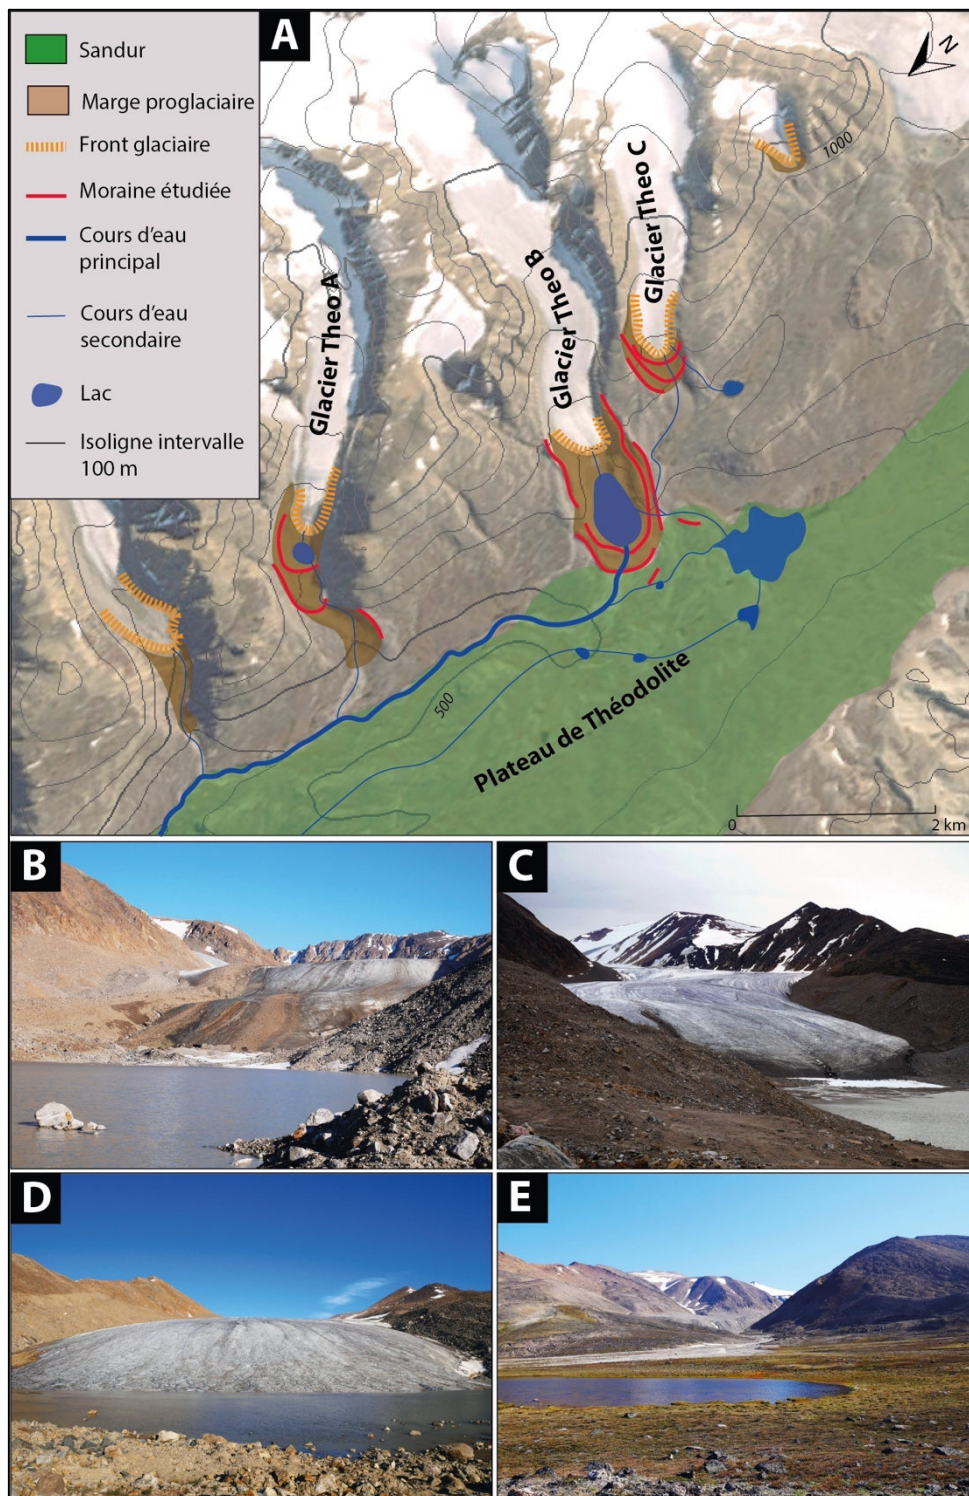 A
N
Sandur
Marge proglaciaire
Front glaciaire
Moraine étudiée
Cours d'eau
principal
Cours d'eau
secondaire
Lac
Isoligne intervalle
100 m
Glacier Theo A
Glacier Theo B
Glacier Theo C
1000
500
Plateau de Théodolite
0
2 km
B
C
D
E